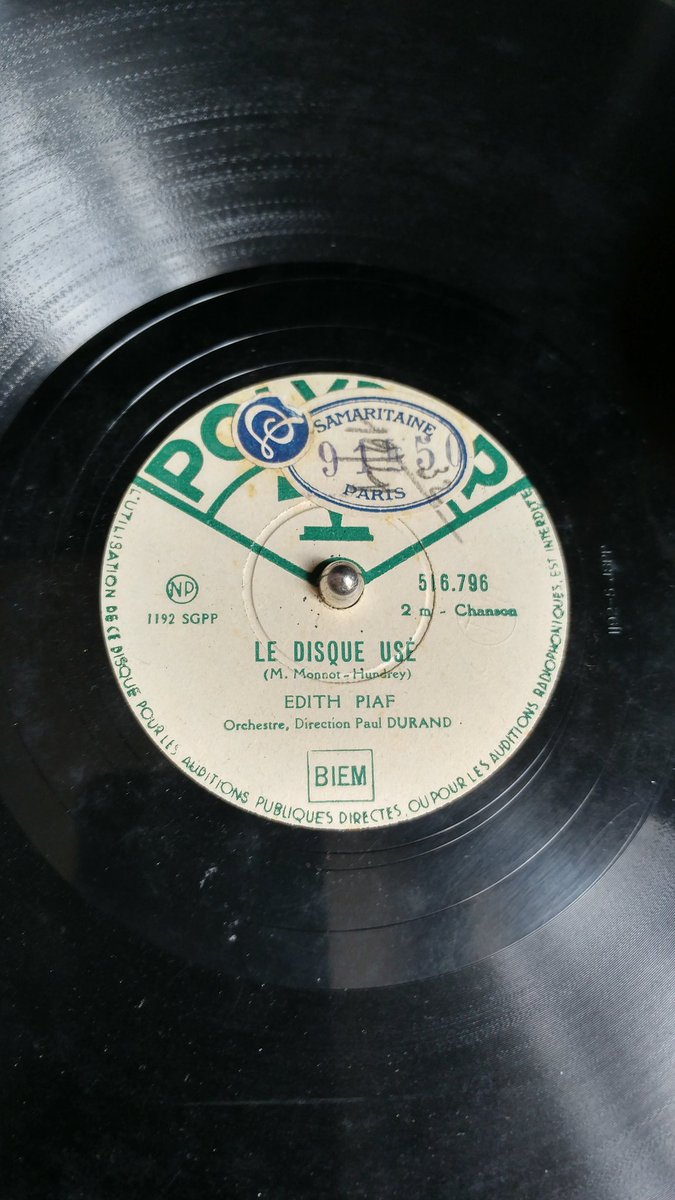 SAMARITAINE
PARIS
NP
516.796
1192 SGPP
2 m - Chanson
LE DISQUE USÉ
(M. Monnot - Hundrey)
EDITH PIAF
Orchestre, Direction Paul DURAND
BIEM
L'UTILISATION DE CE DISQUE POUR LES AUDITIONS PUBLIQUES DIRECTES, OU POUR LES AUDITIONS RADIOPHONIQUES, EST INTERDITE